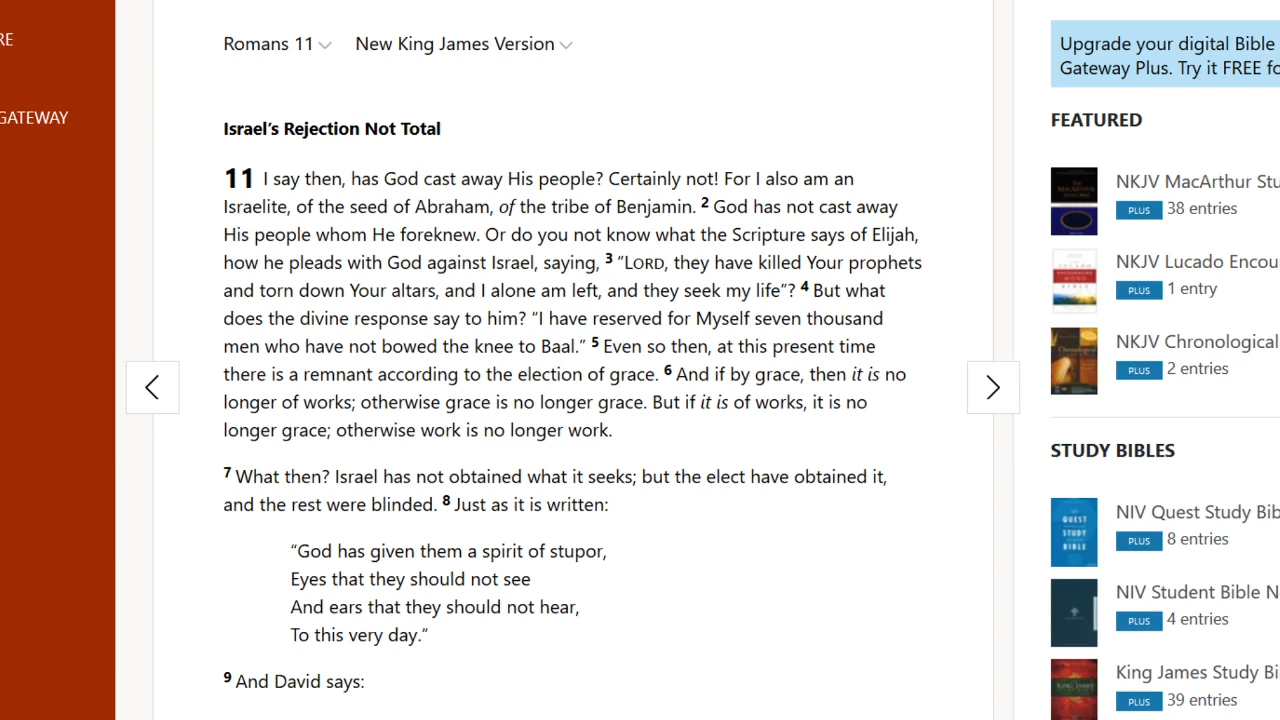 RE
GATEWAY
Romans 11
New King James Version
Israel’s Rejection Not Total
11 I say then, has God cast away His people? Certainly not! For I also am an
Israelite, of the seed of Abraham, of the tribe of Benjamin. 2 God has not cast away
His people whom He foreknew. Or do you not know what the Scripture says of Elijah,
how he pleads with God against Israel, saying, 3 “LORD, they have killed Your prophets
and torn down Your altars, and I alone am left, and they seek my life”? 4 But what
does the divine response say to him? “I have reserved for Myself seven thousand
men who have not bowed the knee to Baal.” 5 Even so then, at this present time
there is a remnant according to the election of grace. 6 And if by grace, then it is no
longer of works; otherwise grace is no longer grace. But if it is of works, it is no
longer grace; otherwise work is no longer work.
7 What then? Israel has not obtained what it seeks; but the elect have obtained it,
and the rest were blinded. 8 Just as it is written:
“God has given them a spirit of stupor,
Eyes that they should not see
And ears that they should not hear,
To this very day.”
9 And David says:
Upgrade your digital Bible
Gateway Plus. Try it FREE fo
FEATURED
NKJV MacArthur Stu
PLUS 38 entries
NKJV Lucado Encou
PLUS 1 entry
NKJV Chronological
PLUS 2 entries
STUDY BIBLES
NIV Quest Study Bib
PLUS 8 entries
QUEST
STUDY
BIBLE
NIV Student Bible N
PLUS 4 entries
King James Study Bi
PLUS 39 entries